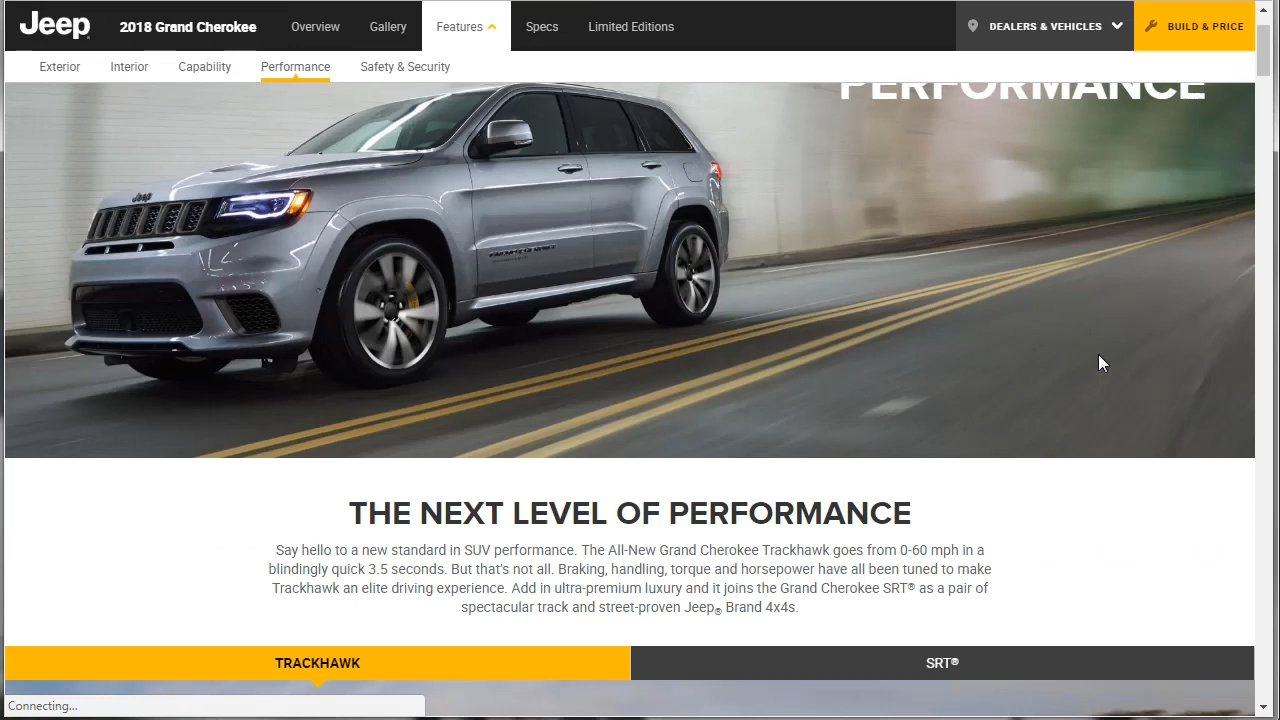 Jeep
2018 Grand Cherokee
Overview
Gallery
Features
Specs
Limited Editions
DEALERS & VEHICLES
BUILD & PRICE
Exterior
Interior
Capability
Performance
Safety & Security
PERFORMANCE
Jeep
THE NEXT LEVEL OF PERFORMANCE
Say hello to a new standard in SUV performance. The All-New Grand Cherokee Trackhawk goes from 0-60 mph in a
blindingly quick 3.5 seconds. But that's not all. Braking, handling, torque and horsepower have all been tuned to make
Trackhawk an elite driving experience. Add in ultra-premium luxury and it joins the Grand Cherokee SRT® as a pair of
spectacular track and street-proven Jeep® Brand 4x4s.
TRACKHAWK
SRT®
Connecting...